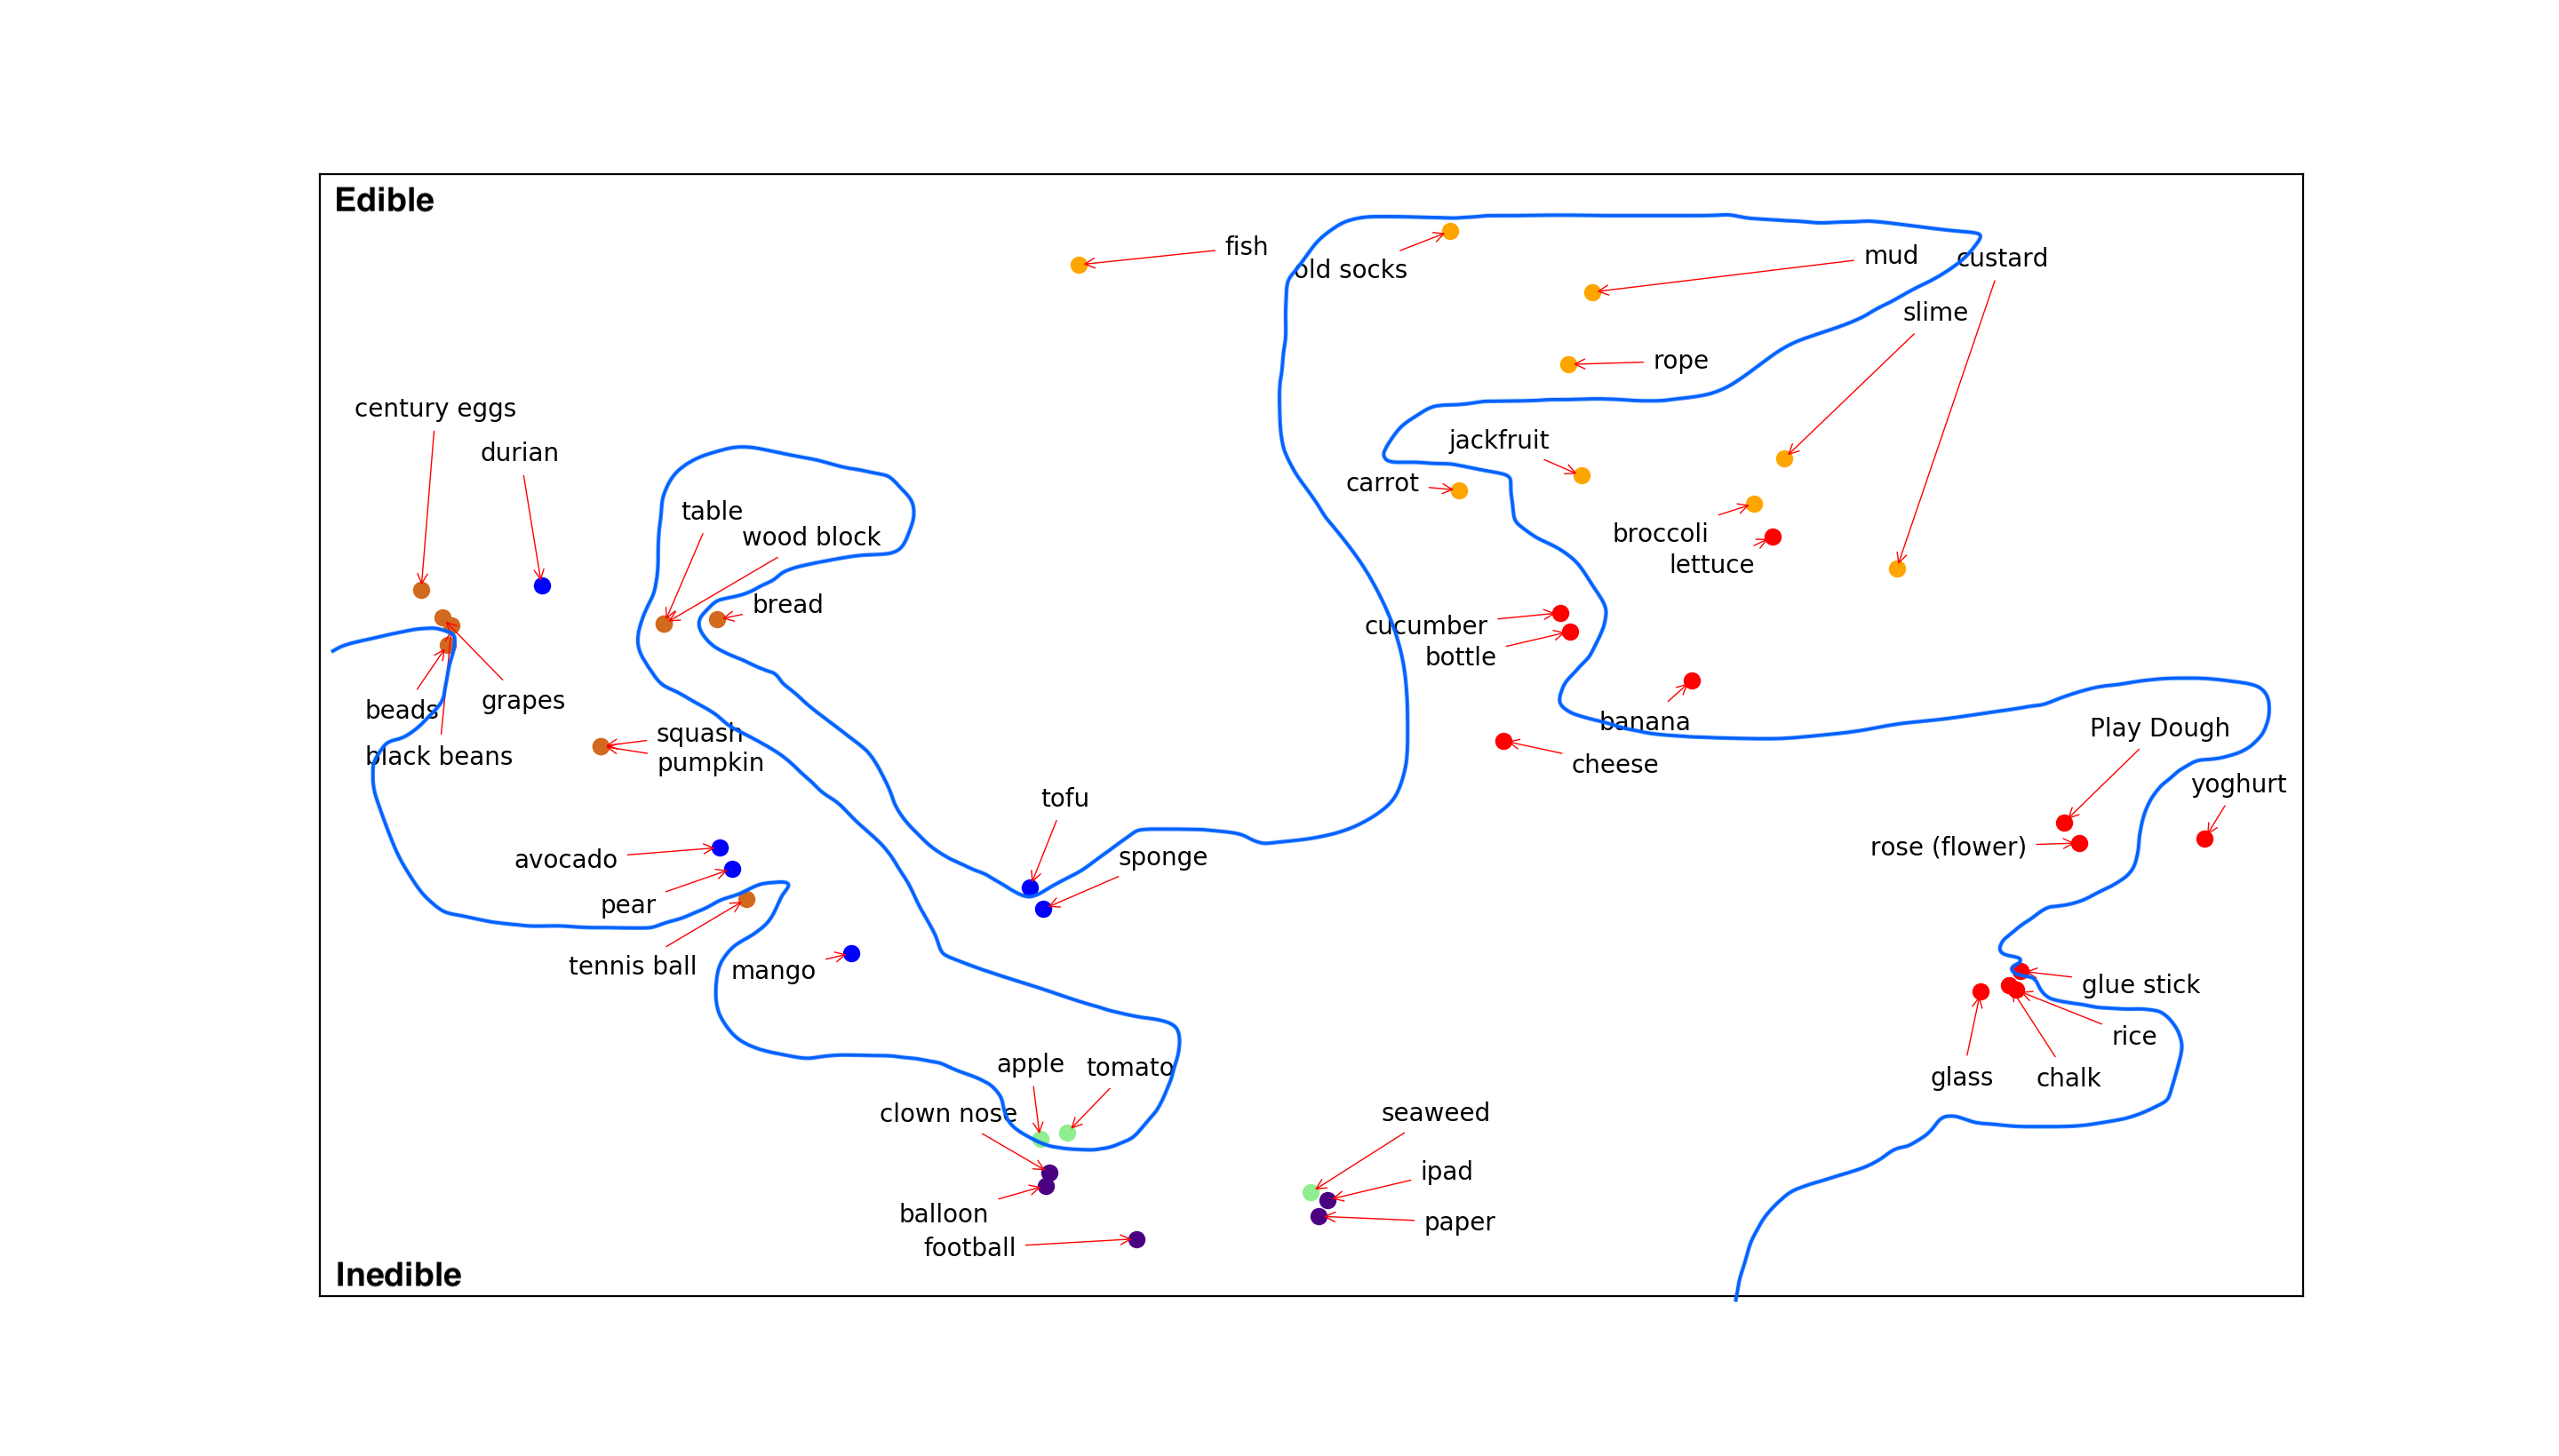 Edible
fish
old socks
mud
custard
slime
rope
century eggs
durian
jackfruit
carrot
table
wood block
broccoli
lettuce
bread
cucumber
bottle
beads
grapes
black beans
squash
pumpkin
banana
cheese
Play Dough
yoghurt
tofu
sponge
rose (flower)
avocado
pear
tennis ball
mango
glue stick
rice
glass
chalk
apple
tomato
clown nose
seaweed
ipad
balloon
paper
football
Inedible